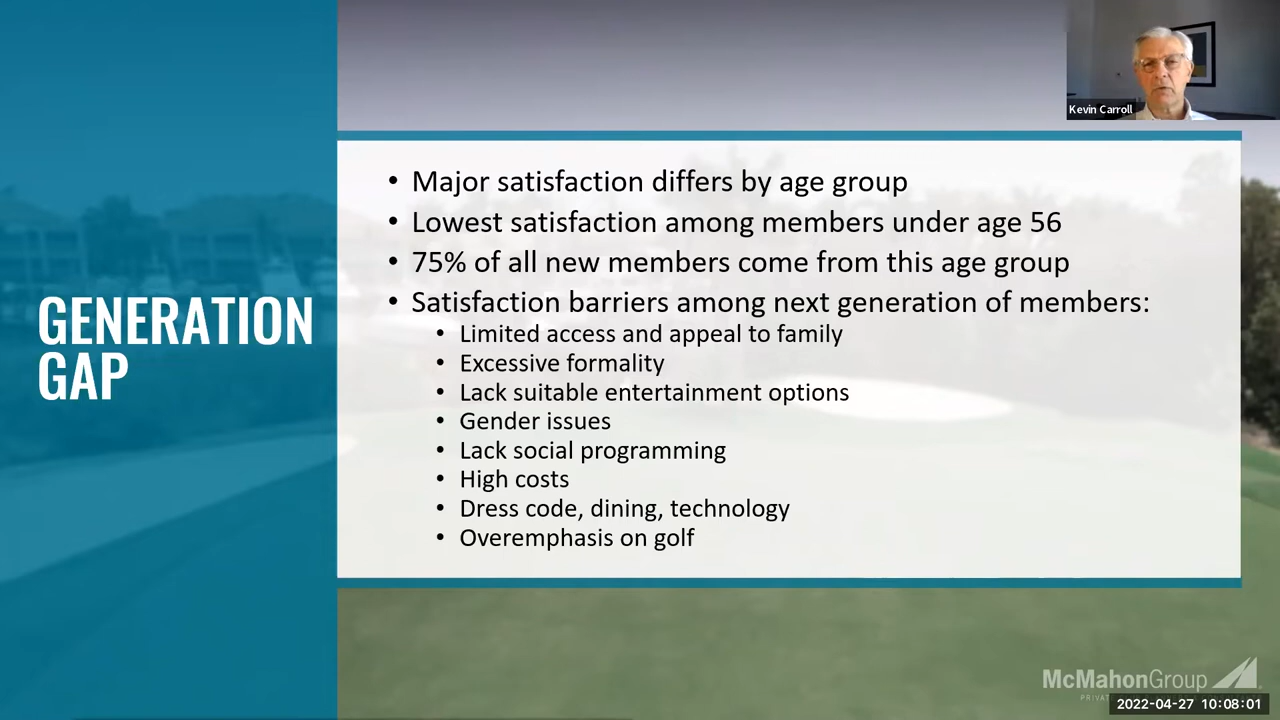 Kevin Carroll
GENERATION
GAP
• Major satisfaction differs by age group
• Lowest satisfaction among members under age 56
• 75% of all new members come from this age group
• Satisfaction barriers among next generation of members:
• Limited access and appeal to family
• Excessive formality
• Lack suitable entertainment options
• Gender issues
• Lack social programming
• High costs
• Dress code, dining, technology
• Overemphasis on golf
McMahonGroup
2022-04-27 10:08:01